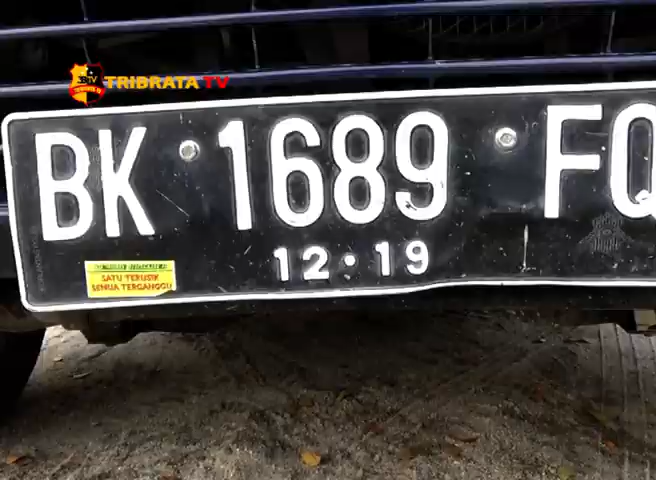 TRIBRATA TV
BK 1689 FQ
12·19
SATU TERUSIK
SEMUA TERGANGGU